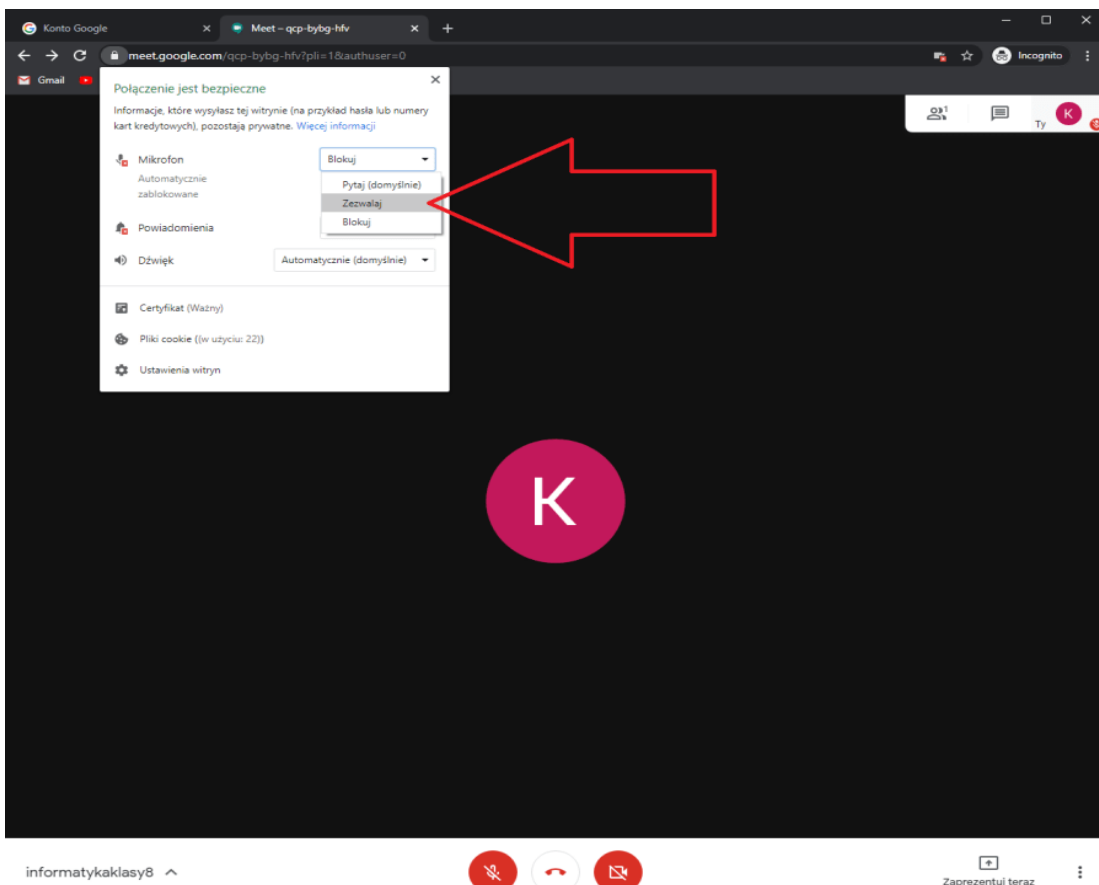 Konto Google
Meet – qcp-bybg-hfv
meet.google.com/qcp-bybg-hfv?pli=1&authuser=0
Incognito
Gmail
Połączenie jest bezpieczne
Informacje, które wysyłasz tej witrynie (na przykład hasła lub numery
kart kredytowych), pozostają prywatne. Więcej informacji
Mikrofon
Blokuj
Automatycznie
zablokowane
Pytaj (domyślnie)
Zezwalaj
Blokuj
Powiadomienia
Dźwięk
Automatycznie (domyślnie)
Certyfikat (Ważny)
Pliki cookie ((w użyciu: 22))
Ustawienia witryn
1
Ty
K
K
informatykaklasy8
Zaprezentuj teraz